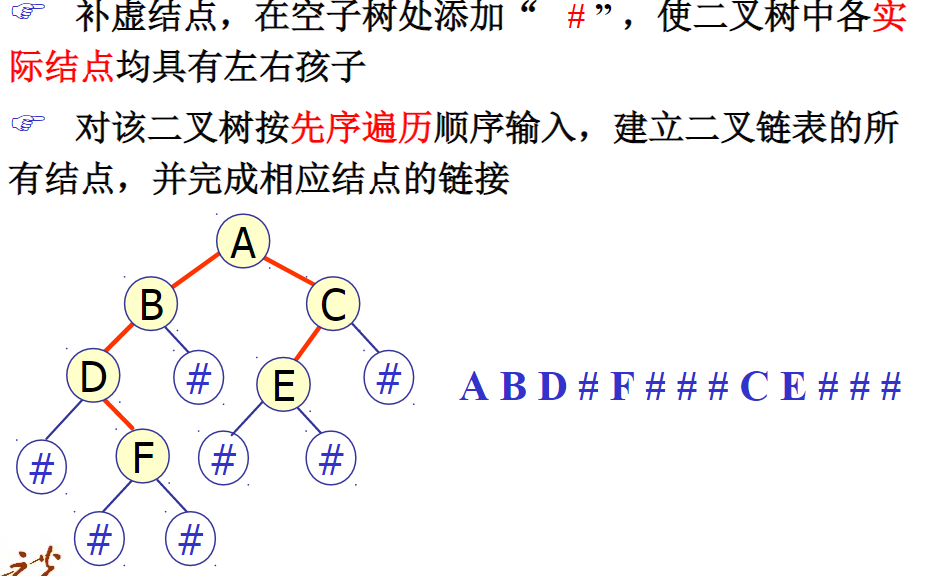 ☞ 补虚结点，在空子树处添加“ # ”，使二叉树中各实
际结点均具有左右孩子
☞ 对该二叉树按先序遍历顺序输入，建立二叉链表的所
有结点，并完成相应结点的链接
A
B C
D # E #
# F # #
# #
A B D # F # # # C E # # #